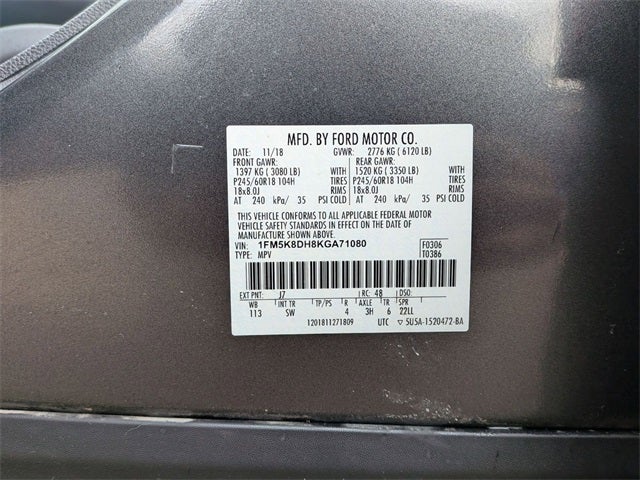 MFD. BY FORD MOTOR CO.
DATE: 11/18 GVWR: 2776 KG ( 6120 LB)
FRONT GAWR: REAR GAWR:
1397 KG ( 3080 LB) WITH 1520 KG ( 3350 LB) WITH
P245/60R18 104H TIRES P245/60R18 104H TIRES
18x8.0J RIMS 18x8.0J RIMS
AT 240 kPa/ 35 PSI COLD AT 240 kPa/ 35 PSI COLD
THIS VEHICLE CONFORMS TO ALL APPLICABLE FEDERAL MOTOR
VEHICLE SAFETY STANDARDS IN EFFECT ON THE DATE OF
MANUFACTURE SHOWN ABOVE.
VIN: 1FM5K8DH8KGA71080 F0306
TYPE: MPV T0386
EXT PNT: J7 RC: 48 DSO:
WB INT TR TP/PS R AXLE TR SPR
113 SW 4 3H 6 22LL
1201811271809 UTC ▽ 5U5A-1520472-BA